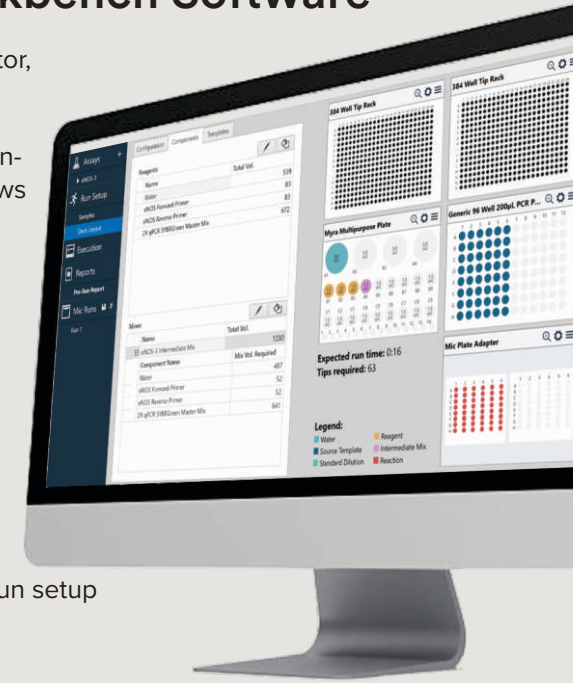 kbench Software
tor,
n-
ws
un setup
Assays +
eNOS-3
Run Setup
Samples
Deck Layout
Execution
Reports
Pre-Run Report
Mic Runs
Run 1
Configuration Components Templates
Reagents
Name Total Vol.
Water 539
eNOS Forward Primer 83
eNOS Reverse Primer 83
2X qPCR SYBRGreen Master Mix 672
Mixes
Name Total Vol.
eNOS-3 Intermediate Mix 1230
Component Name Mix Vol. Required
Water 487
eNOS Forward Primer 52
eNOS Reverse Primer 52
2X qPCR SYBRGreen Master Mix 641
384 Well Tip Rack
384 Well Tip Rack
Myra Multipurpose Plate
Generic 96 Well 200µL PCR P...
Expected run time: 0:16
Tips required: 63
Mic Plate Adapter
Legend:
Water Reagent
Source Template Intermediate Mix
Standard Dilution Reaction